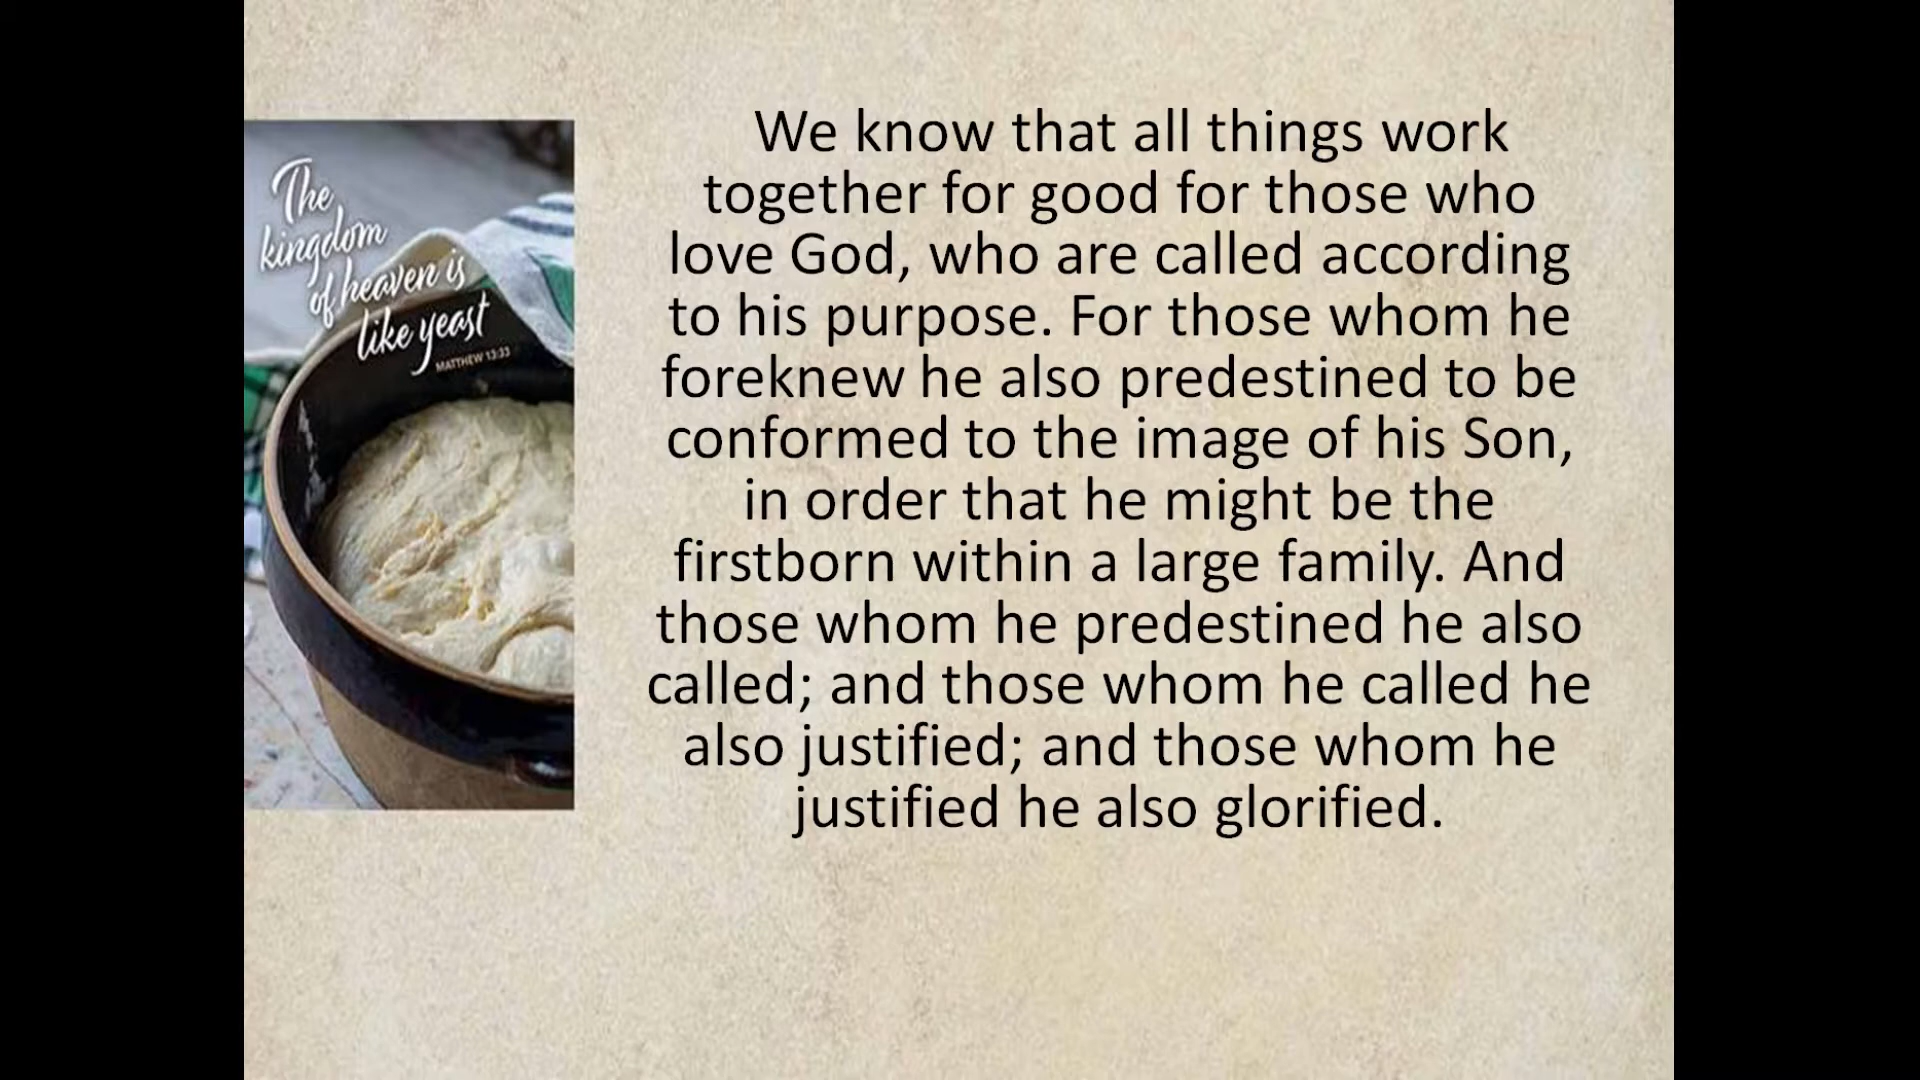 The
kingdom
of heaven is
like yeast
MATTHEW 13:33
We know that all things work
together for good for those who
love God, who are called according
to his purpose. For those whom he
foreknew he also predestined to be
conformed to the image of his Son,
in order that he might be the
firstborn within a large family. And
those whom he predestined he also
called; and those whom he called he
also justified; and those whom he
justified he also glorified.